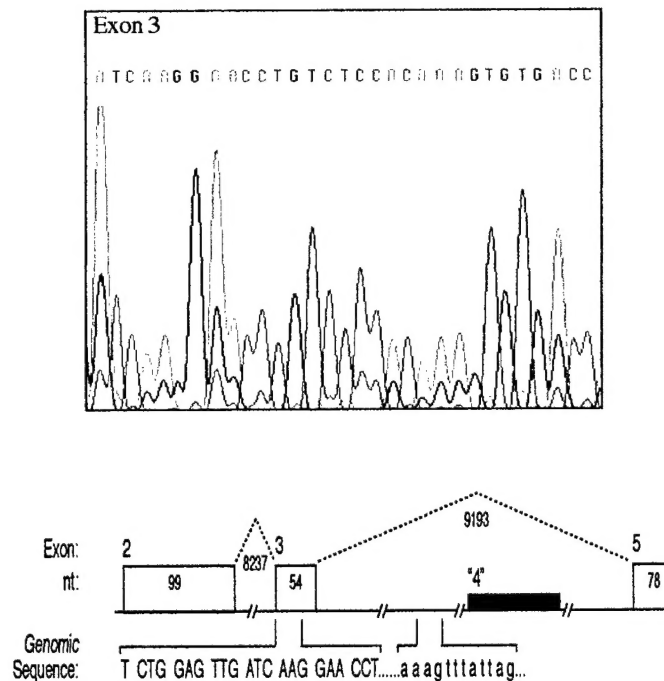 Exon 3
A T C A A G G A A C C T G T C T C C A C A A A G T G T G A C C
9193
Exon: 2 3 5
8237
nt: 99 54 "4" 78
Genomic
Sequence: T CTG GAG TTG ATC AAG GAA CCT......aaagtttattag...